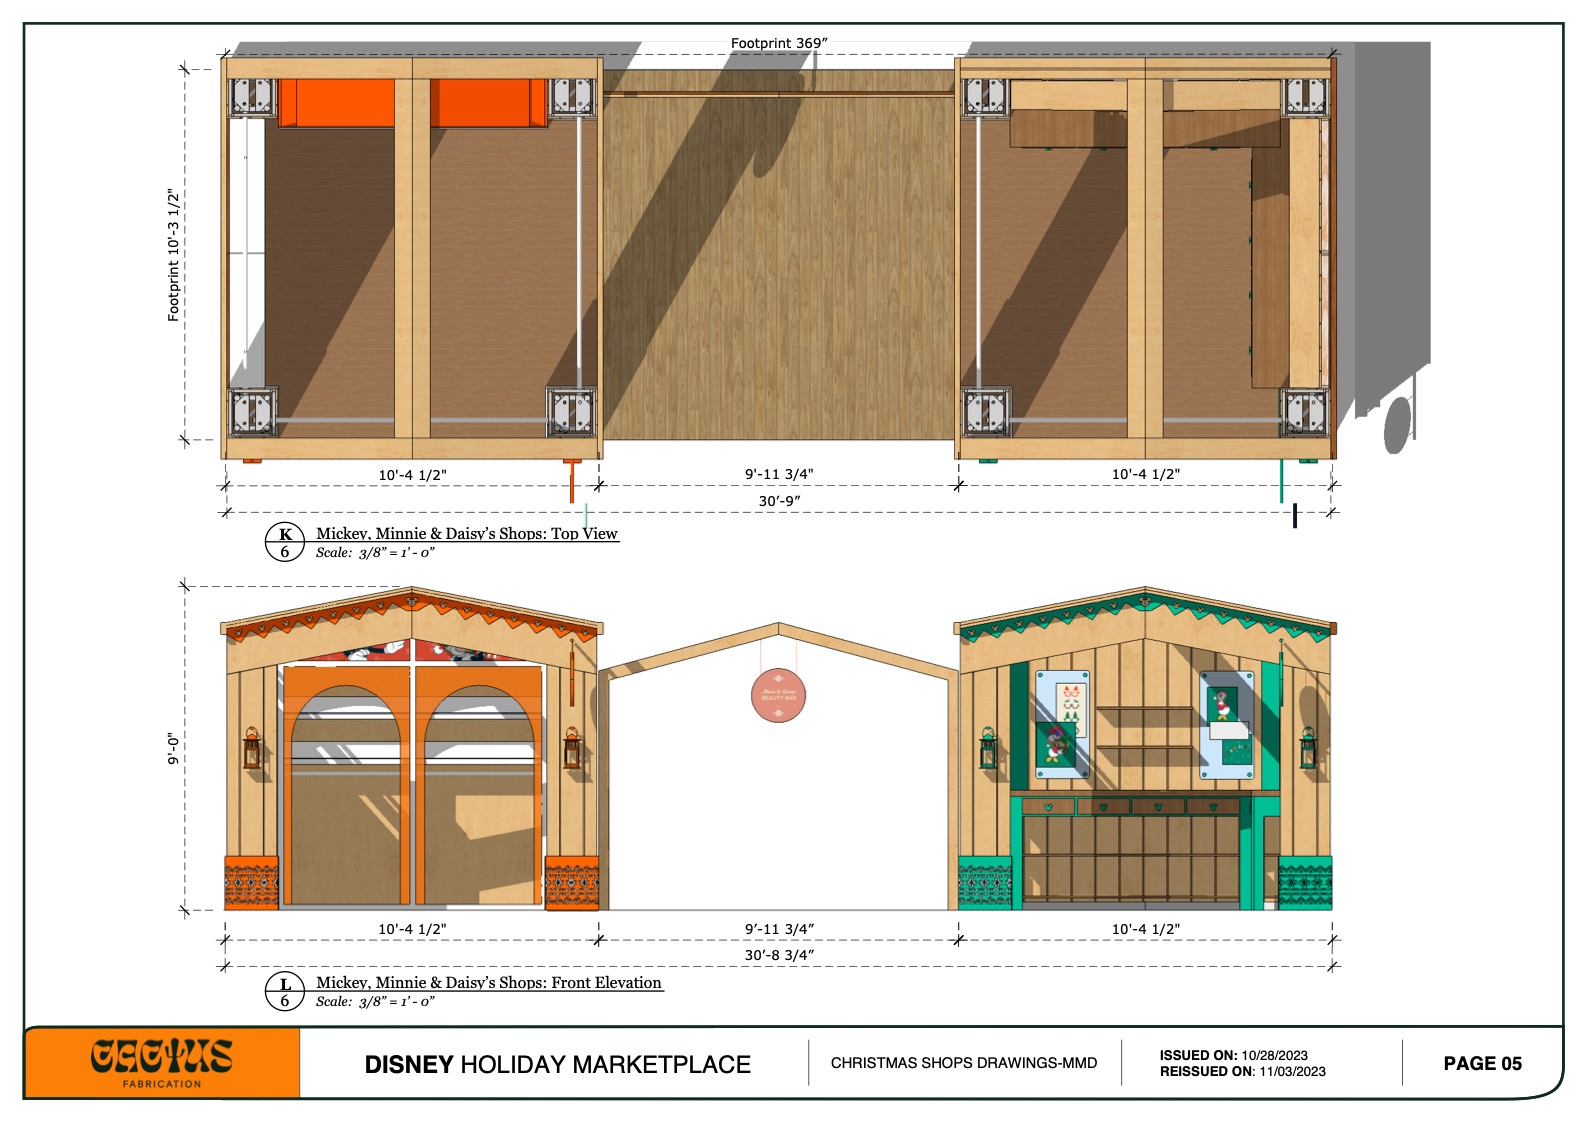 Footprint 369”
Footprint 10'-3 1/2"
10'-4 1/2"
9'-11 3/4"
10'-4 1/2"
30’-9”
K
6
Mickey, Minnie & Daisy’s Shops: Top View
Scale: 3/8” = 1’ - 0”
9'-0"
BEAUTY BAR
10'-4 1/2"
9’-11 3/4”
10'-4 1/2"
30’-8 3/4”
L
6
Mickey, Minnie & Daisy’s Shops: Front Elevation
Scale: 3/8” = 1’ - 0”
CACTUS
FABRICATION
DISNEY HOLIDAY MARKETPLACE
CHRISTMAS SHOPS DRAWINGS-MMD
ISSUED ON: 10/28/2023
REISSUED ON: 11/03/2023
PAGE 05